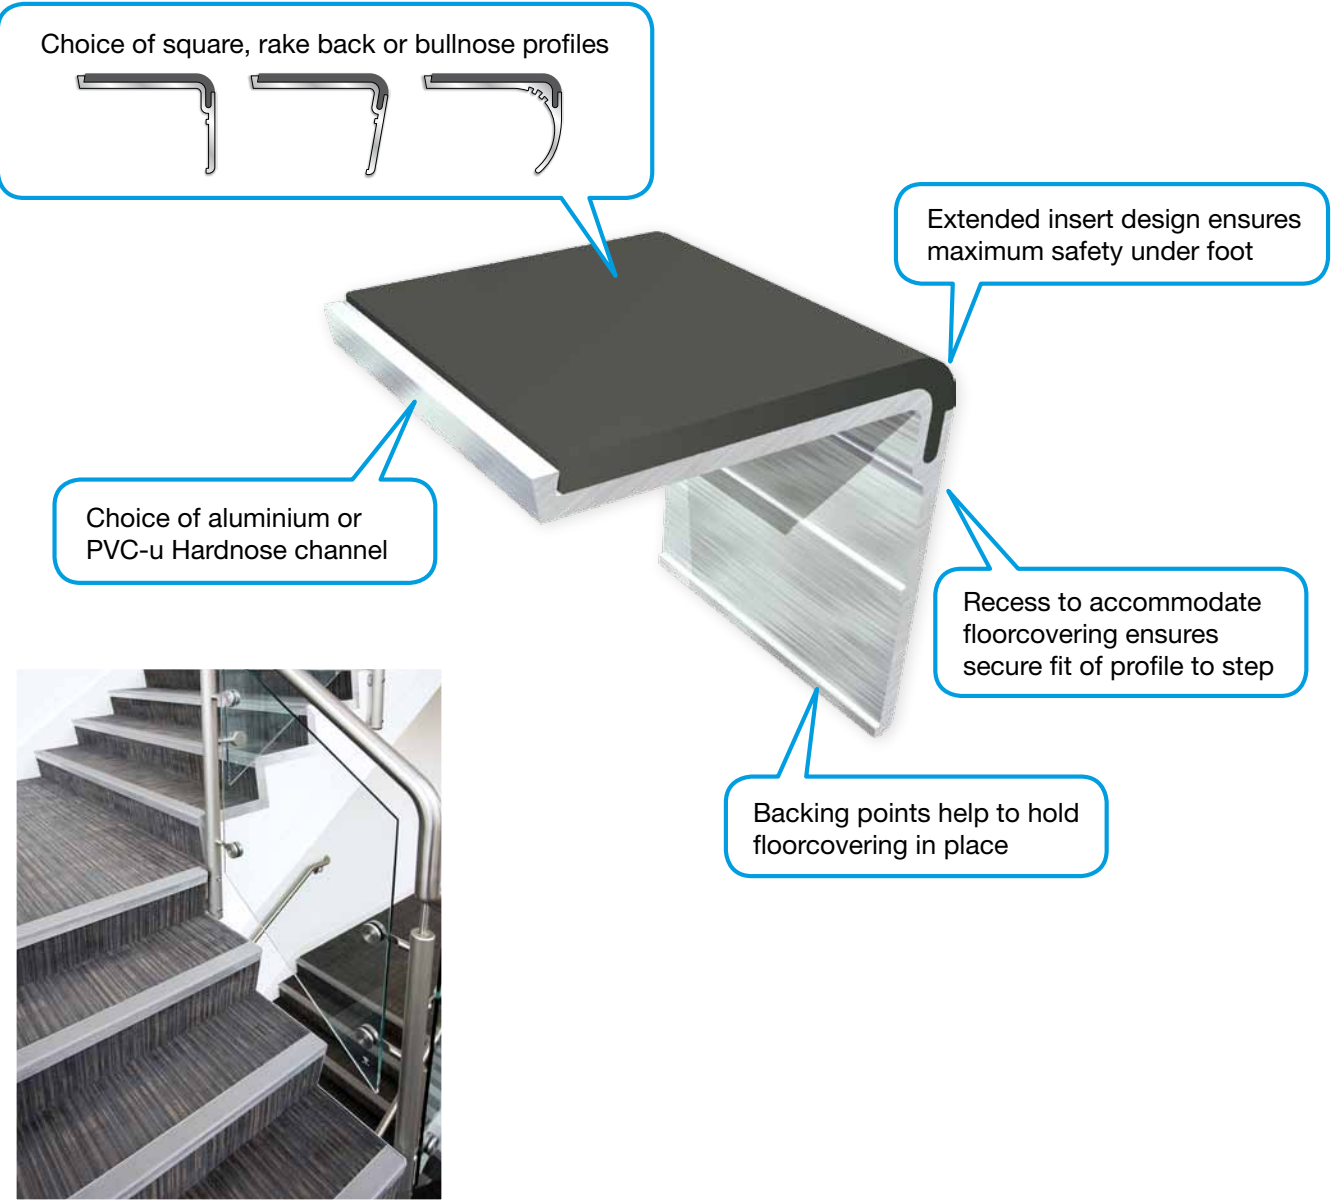 Choice of square, rake back or bullnose profiles
Extended insert design ensures
maximum safety under foot
Choice of aluminium or
PVC-u Hardnose channel
Recess to accommodate
floorcovering ensures
secure fit of profile to step
Backing points help to hold
floorcovering in place